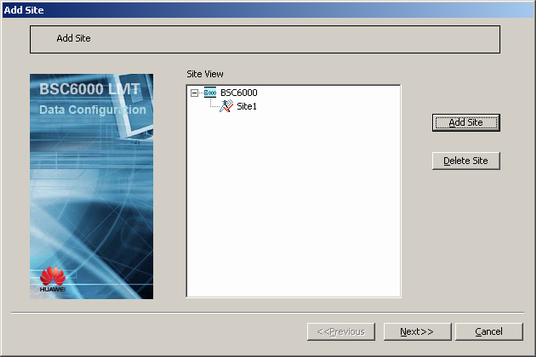 Add Site
Add Site
BSC6000 LMT
Data Configuration
HUAWEI
Site View
BSC6000
Site1
Add Site
Delete Site
<<Previous
Next>>
Cancel